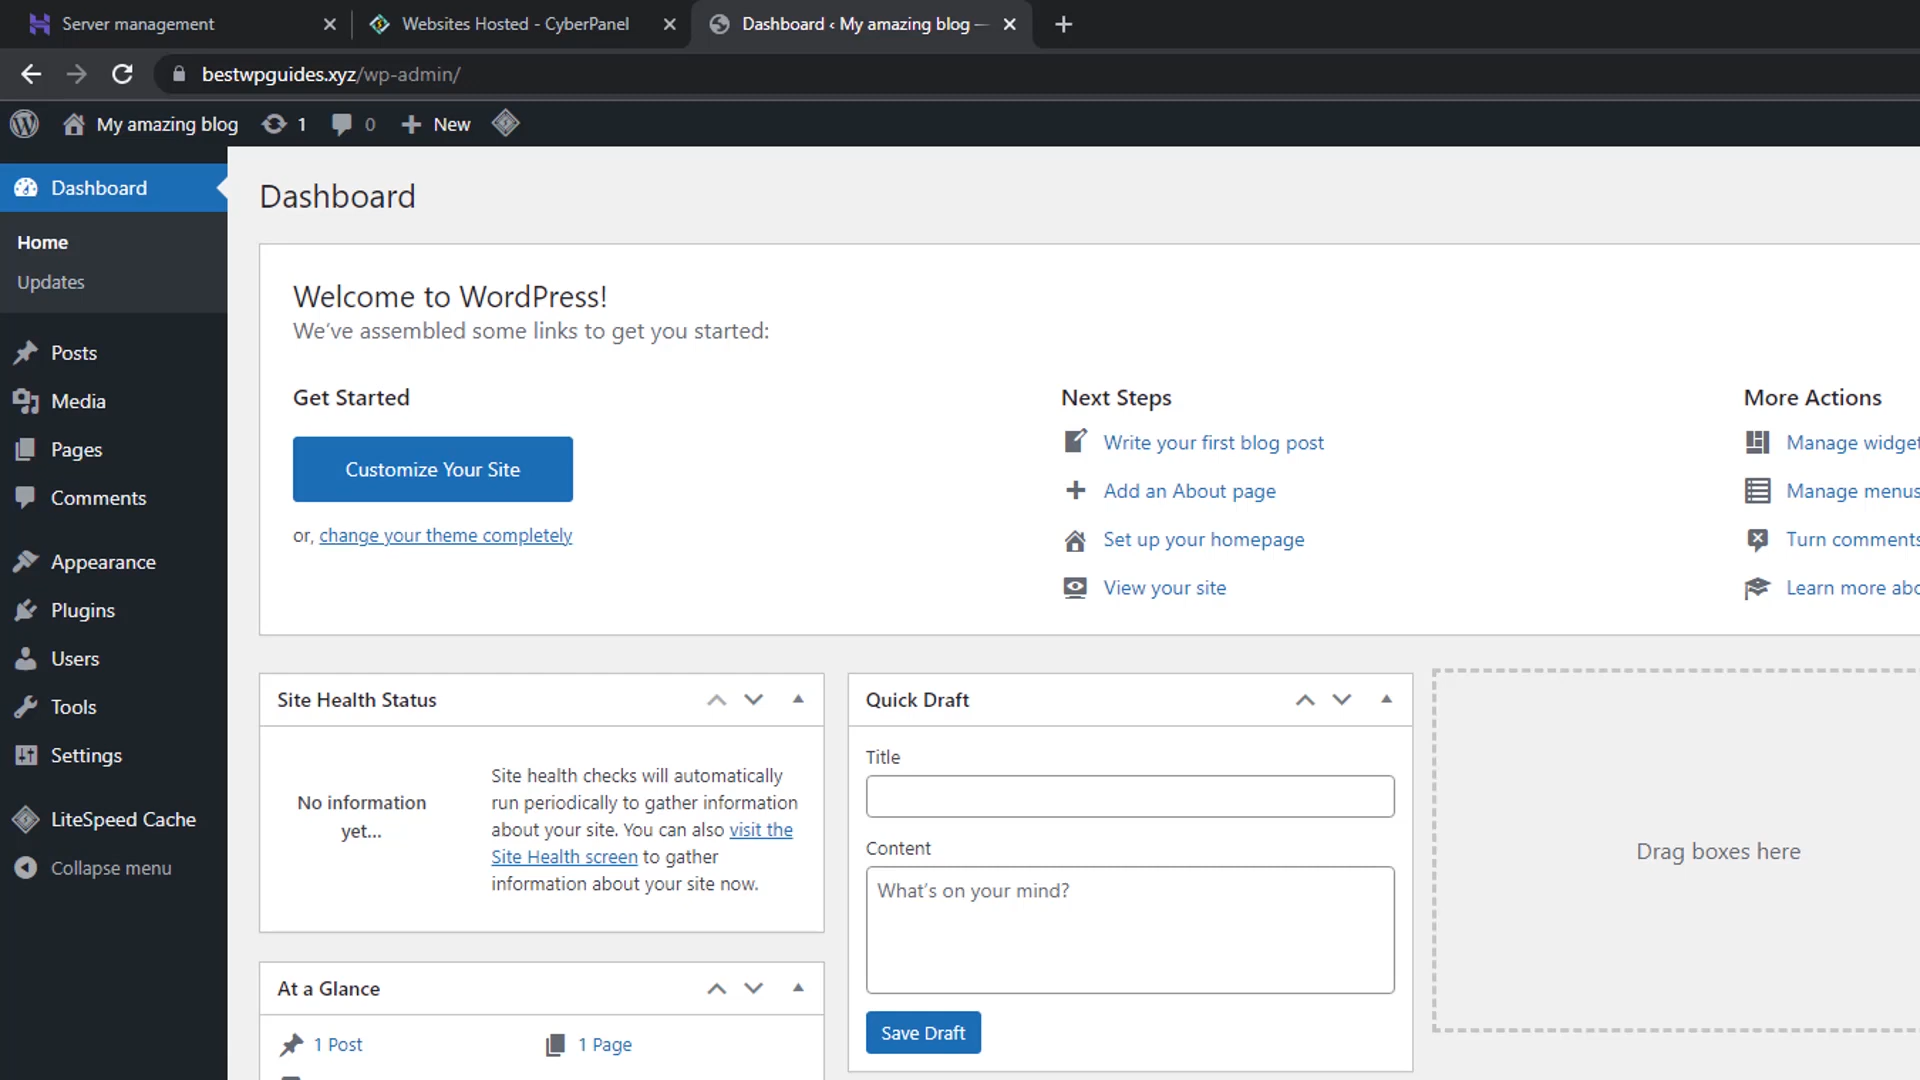 Server management
Websites Hosted - CyberPanel
Dashboard ‹ My amazing blog —
bestwpguides.xyz/wp-admin/
My amazing blog
1
0
New
Dashboard
Home
Updates
Posts
Media
Pages
Comments
Appearance
Plugins
Users
Tools
Settings
LiteSpeed Cache
Collapse menu
Dashboard
Welcome to WordPress!
We've assembled some links to get you started:
Get Started
Customize Your Site
or, change your theme completely
Next Steps
Write your first blog post
Add an About page
Set up your homepage
View your site
More Actions
Manage widget
Manage menus
Turn comments
Learn more abo
Site Health Status
No information
yet...
Site health checks will automatically
run periodically to gather information
about your site. You can also visit the
Site Health screen to gather
information about your site now.
At a Glance
1 Post
1 Page
Quick Draft
Title
Content
What's on your mind?
Save Draft
Drag boxes here